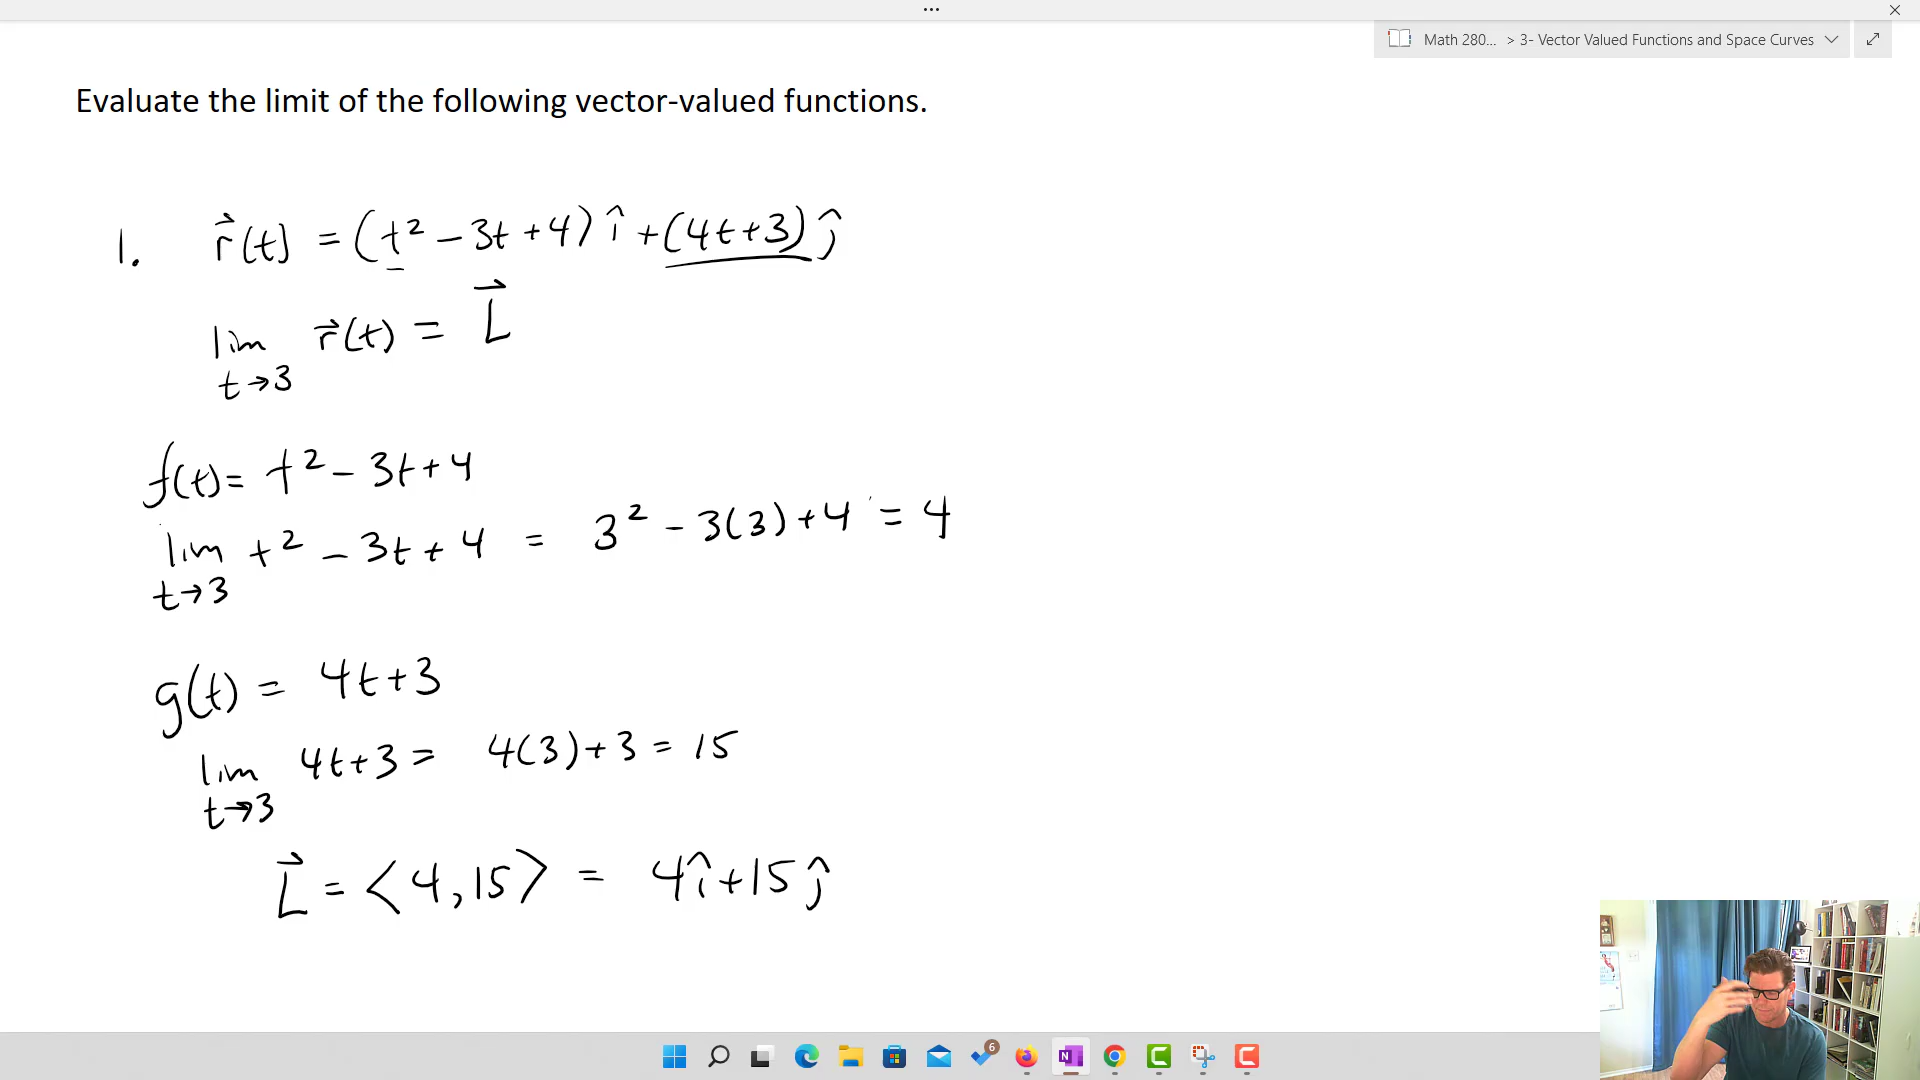 ...
Math 280... > 3- Vector Valued Functions and Space Curves
Evaluate the limit of the following vector-valued functions.
1. r⃗(t) = (t² - 3t + 4) î + (4t + 3) ĵ
lim t→3 r⃗(t) = L⃗
f(t) = t² - 3t + 4
lim t→3 t² - 3t + 4 = 3² - 3(3) + 4 = 4
g(t) = 4t + 3
lim t→3 4t + 3 = 4(3) + 3 = 15
L⃗ = ⟨4, 15⟩ = 4î + 15ĵ
6